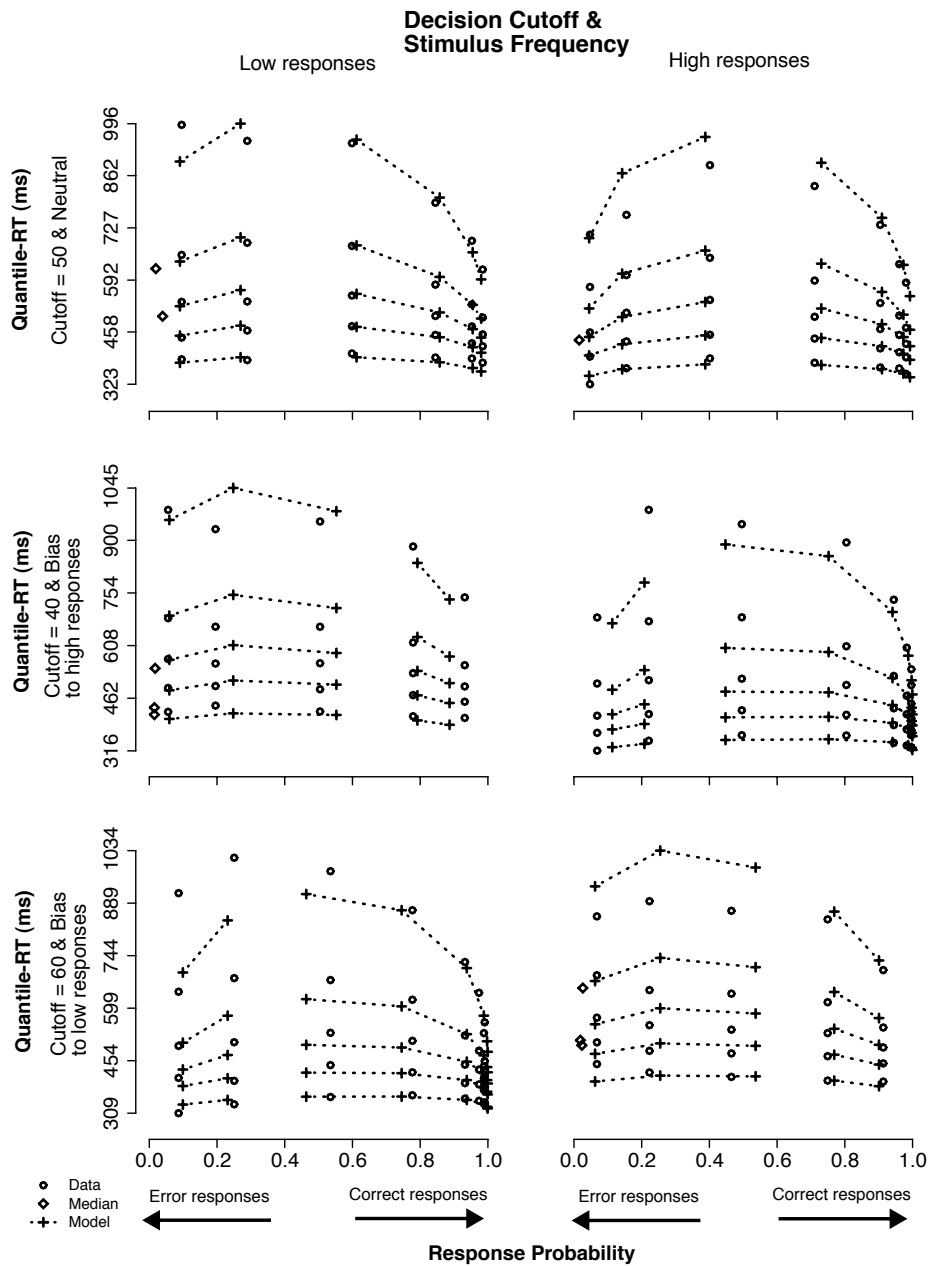 Decision Cutoff &
Stimulus Frequency
Low responses
High responses
Quantile-RT (ms)
Cutoff = 50 & Neutral
996
862
727
592
458
323
Quantile-RT (ms)
Cutoff = 40 & Bias
to high responses
1045
900
754
608
462
316
Quantile-RT (ms)
Cutoff = 60 & Bias
to low responses
1034
889
744
599
454
309
0.0 0.2 0.4 0.6 0.8 1.0
0.0 0.2 0.4 0.6 0.8 1.0
Data
Median
Model
Error responses
Correct responses
Error responses
Correct responses
Response Probability